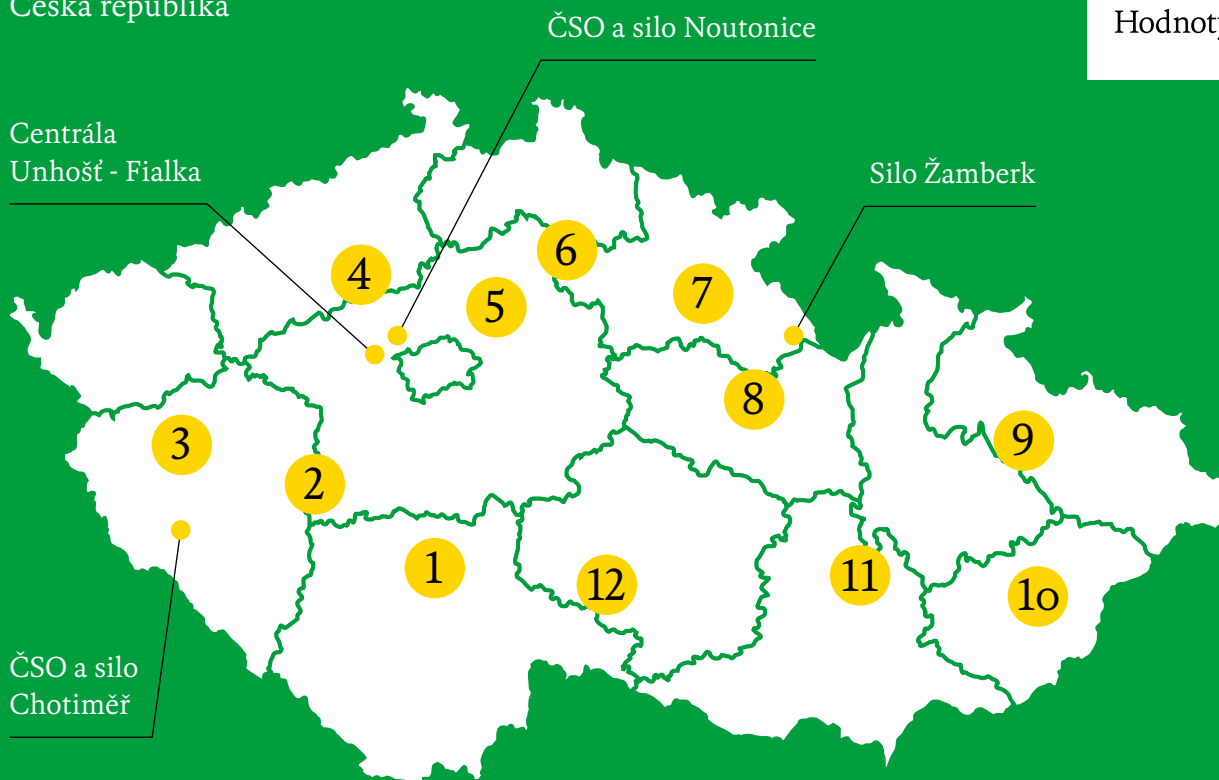 Česká republika
Hodnoty
ČSO a silo Noutonice
Centrála
Unhošť - Fialka
Silo Žamberk
4
6
5
7
8
3
9
2
1
12
11
10
ČSO a silo
Chotiměř